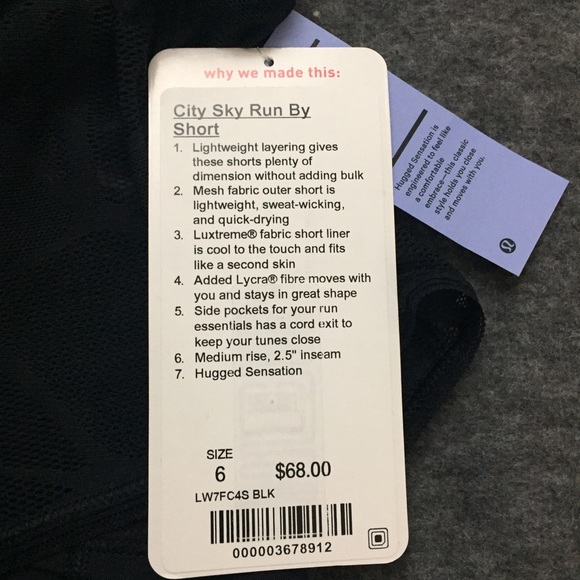 why we made this:
City Sky Run By
Short
1. Lightweight layering gives
these shorts plenty of
dimension without adding bulk
2. Mesh fabric outer short is
lightweight, sweat-wicking,
and quick-drying
3. Luxtreme® fabric short liner
is cool to the touch and fits
like a second skin
4. Added Lycra® fibre moves with
you and stays in great shape
5. Side pockets for your run
essentials has a cord exit to
keep your tunes close
6. Medium rise, 2.5" inseam
7. Hugged Sensation
SIZE
6 $68.00
LW7FC4S BLK
000003678912
Hugged Sensation is
engineered to feel like
a comfortable
embrace—this classic
style holds you close
and moves with you.